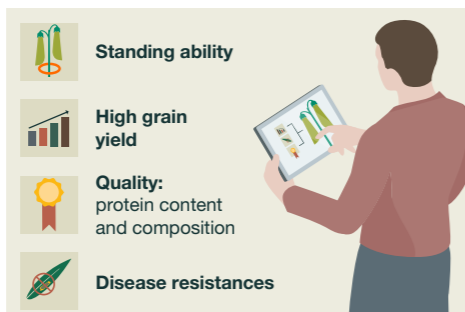 Standing ability
High grain
yield
Quality:
protein content
and composition
Disease resistances